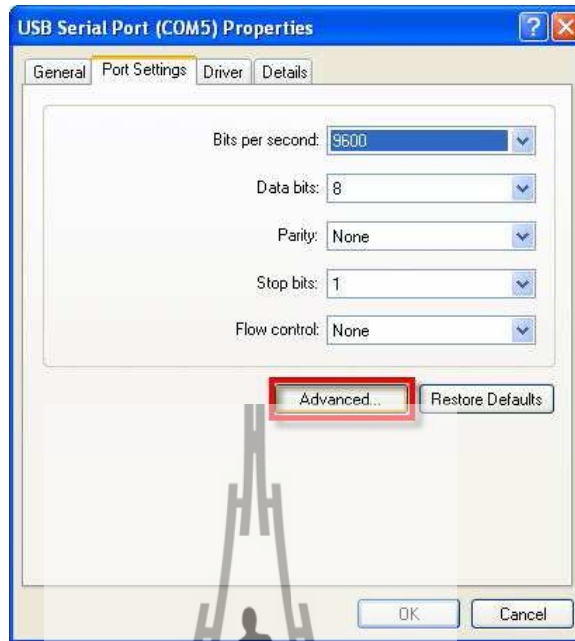 USB Serial Port (COM5) Properties
General Port Settings Driver Details
Bits per second: 9600
Data bits: 8
Parity: None
Stop bits: 1
Flow control: None
Advanced... Restore Defaults
OK Cancel